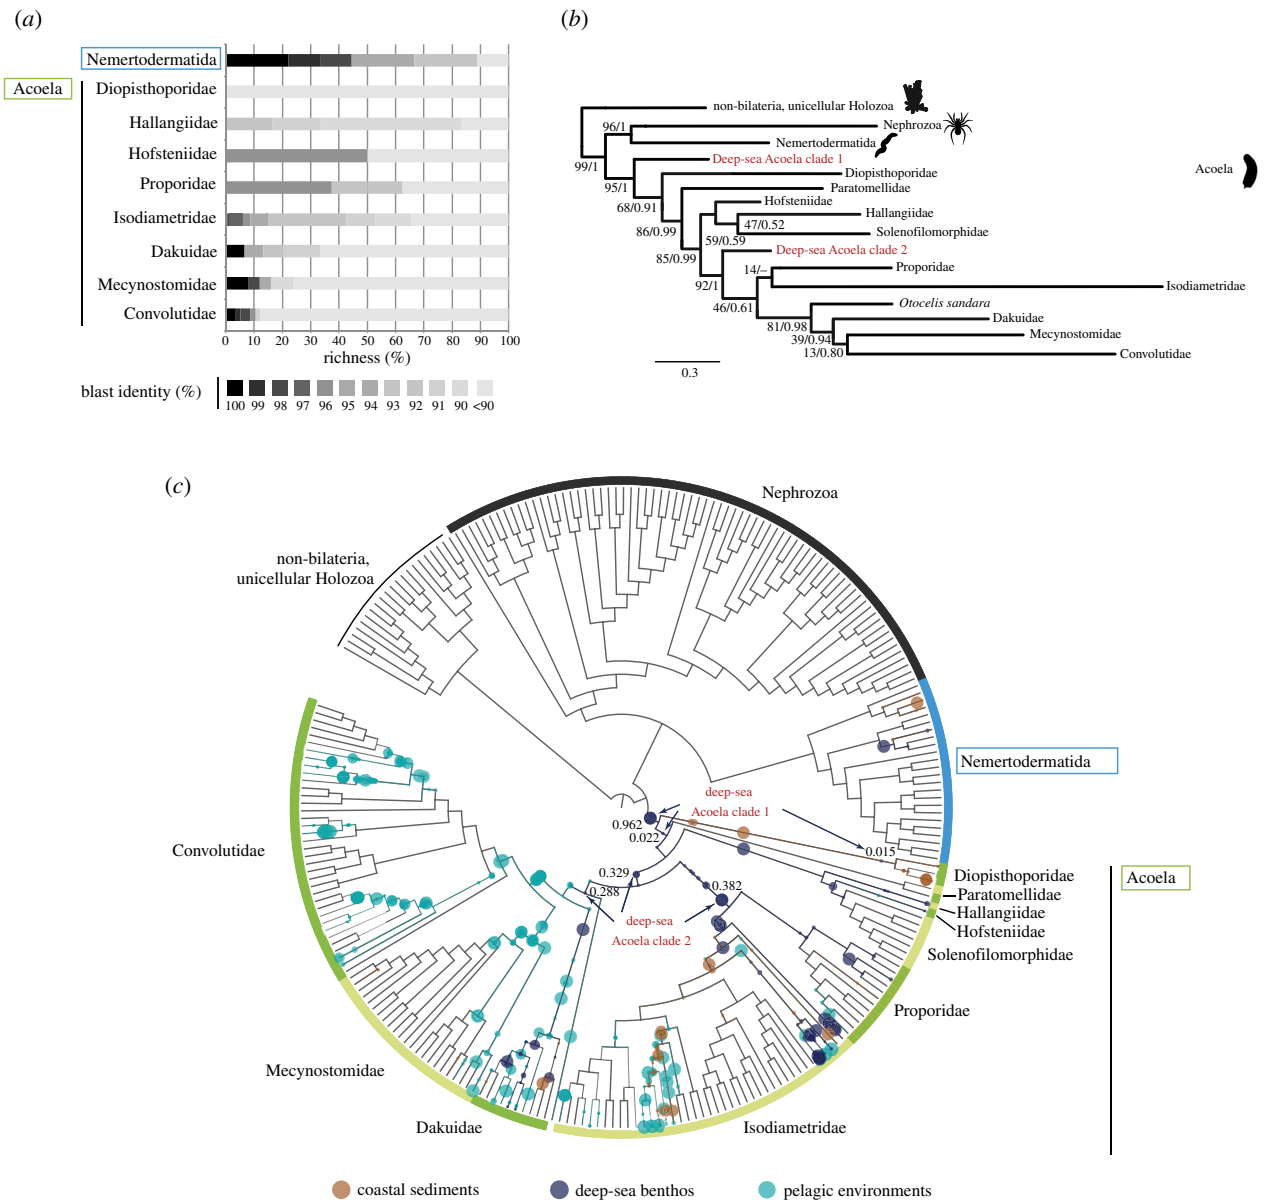 (a)
Nemertodermatida
Acoela
Diopisthoporidae
Hallangiidae
Hofsteniidae
Proporidae
Isodiametridae
Dakuidae
Mecynostomidae
Convolutidae
0 10 20 30 40 50 60 70 80 90 100
richness (%)
blast identity (%)
100 99 98 97 96 95 94 93 92 91 90 <90
(b)
non-bilateria, unicellular Holozoa
96/1
Nephrozoa
Nemertodermatida
99/1
Deep-sea Acoela clade 1
Acoela
95/1
Diopisthoporidae
Paratomellidae
68/0.91
Hofsteniidae
Hallangiidae
86/0.99
47/0.52
Solenofilomorphidae
59/0.59
Deep-sea Acoela clade 2
85/0.99
14/–
Proporidae
92/1
Isodiametridae
46/0.61
Otocelis sandara
81/0.98
Dakuidae
39/0.94
Mecynostomidae
13/0.80
Convolutidae
0.3
(c)
Nephrozoa
non-bilateria,
unicellular Holozoa
Nemertodermatida
deep-sea
Acoela clade 1
0.962
0.022
0.015
Convolutidae
0.329
0.288
0.382
deep-sea
Acoela clade 2
Diopisthoporidae
Acoela
Paratomellidae
Hallangiidae
Hofsteniidae
Solenofilomorphidae
Proporidae
Mecynostomidae
Dakuidae
Isodiametridae
coastal sediments
deep-sea benthos
pelagic environments